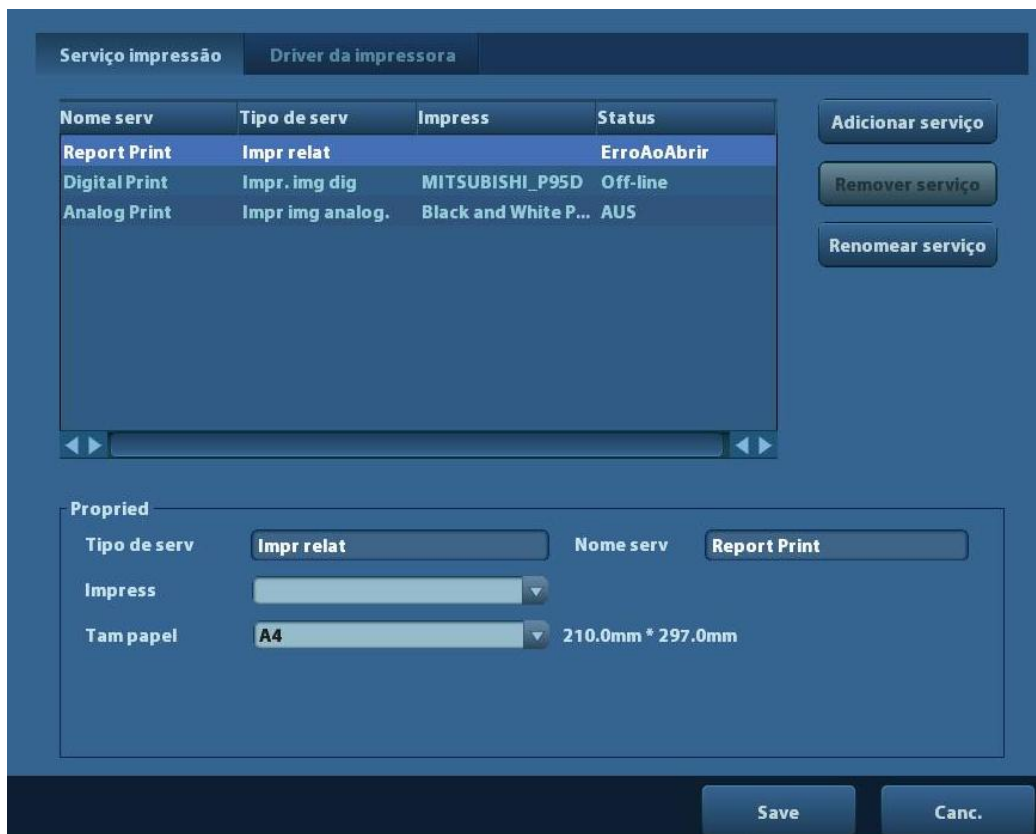 Serviço impressão Driver da impressora
Nome serv Tipo de serv Impress Status
Report Print Impr relat ErroAoAbrir
Digital Print Impr. img dig MITSUBISHI_P95D Off-line
Analog Print Impr img analog. Black and White P... AUS
Adicionar serviço
Remover serviço
Renomear serviço
Propried
Tipo de serv Impr relat Nome serv Report Print
Impress
Tam papel A4 210.0mm * 297.0mm
Save Canc.